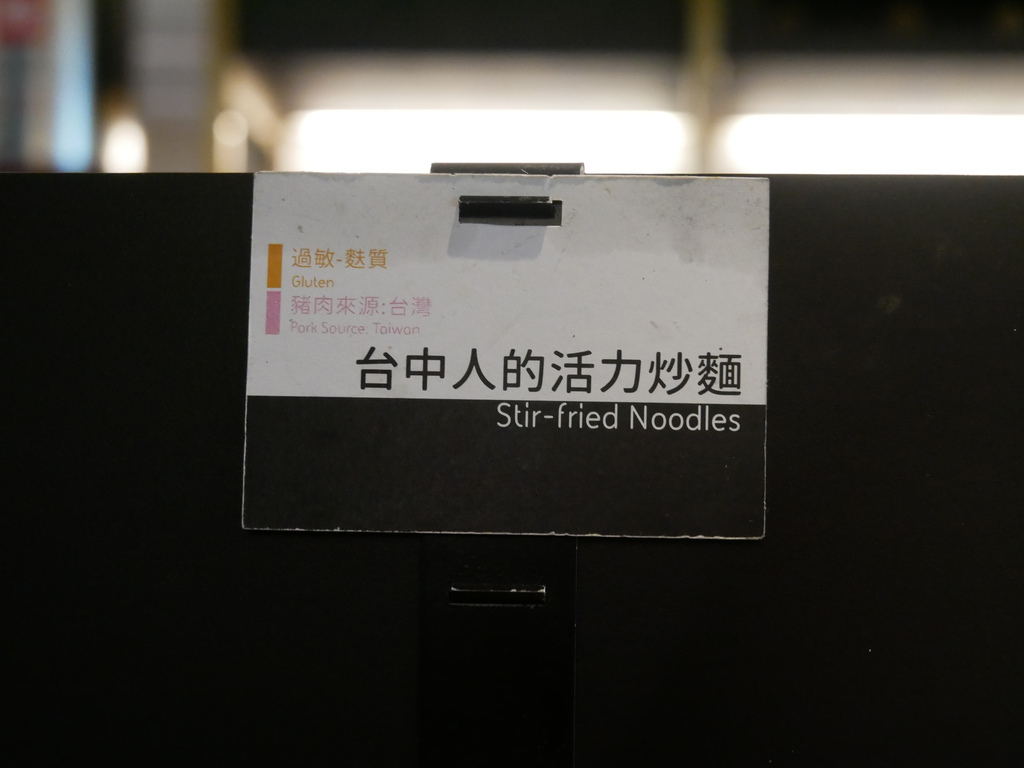 過敏-麩質
Gluten
豬肉來源:台灣
Pork Source: Taiwan
台中人的活力炒麵
Stir-fried Noodles